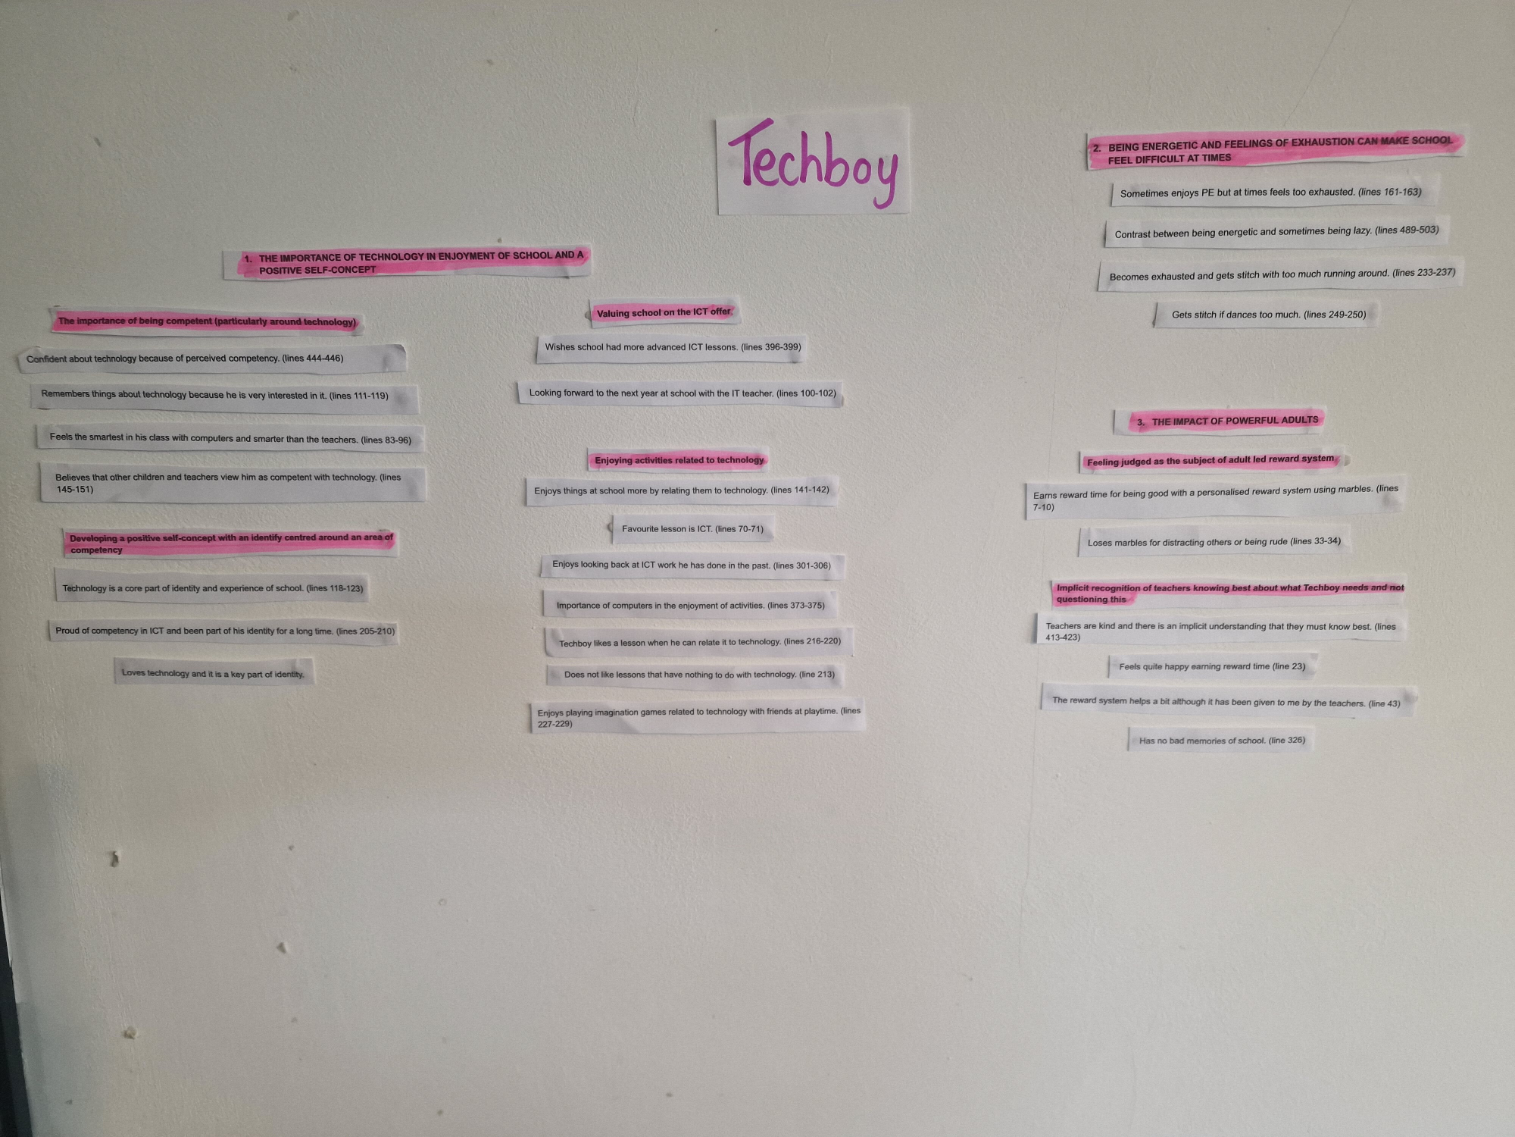 Techboy
1. THE IMPORTANCE OF TECHNOLOGY IN ENJOYMENT OF SCHOOL AND A
POSITIVE SELF-CONCEPT
The importance of being competent (particularly around technology)
Confident about technology because of perceived competency. (lines 444-446)
Remembers things about technology because he is very interested in it. (lines 111-119)
Feels the smartest in his class with computers and smarter than the teachers. (lines 83-96)
Believes that other children and teachers view him as competent with technology. (lines
145-151)
Developing a positive self-concept with an identify centred around an area of
competency
Technology is a core part of identity and experience of school. (lines 118-123)
Proud of competency in ICT and been part of his identity for a long time. (lines 205-210)
Loves technology and it is a key part of identity.
Valuing school on the ICT offer.
Wishes school had more advanced ICT lessons. (lines 396-399)
Looking forward to the next year at school with the IT teacher. (lines 100-102)
Enjoying activities related to technology
Enjoys things at school more by relating them to technology. (lines 141-142)
Favourite lesson is ICT. (lines 70-71)
Enjoys looking back at ICT work he has done in the past. (lines 301-306)
Importance of computers in the enjoyment of activities. (lines 373-375)
Techboy likes a lesson when he can relate it to technology. (lines 216-220)
Does not like lessons that have nothing to do with technology. (line 213)
Enjoys playing imagination games related to technology with friends at playtime. (lines
227-229)
2. BEING ENERGETIC AND FEELINGS OF EXHAUSTION CAN MAKE SCHOOL
FEEL DIFFICULT AT TIMES
Sometimes enjoys PE but at times feels too exhausted. (lines 161-163)
Contrast between being energetic and sometimes being lazy. (lines 489-503)
Becomes exhausted and gets stitch with too much running around. (lines 233-237)
Gets stitch if dances too much. (lines 249-250)
3. THE IMPACT OF POWERFUL ADULTS
Feeling judged as the subject of adult led reward system
Earns reward time for being good with a personalised reward system using marbles. (lines
7-10)
Loses marbles for distracting others or being rude (lines 33-34)
Implicit recognition of teachers knowing best about what Techboy needs and not
questioning this
Teachers are kind and there is an implicit understanding that they must know best. (lines
413-423)
Feels quite happy earning reward time (line 23)
The reward system helps a bit although it has been given to me by the teachers. (line 43)
Has no bad memories of school. (line 326)